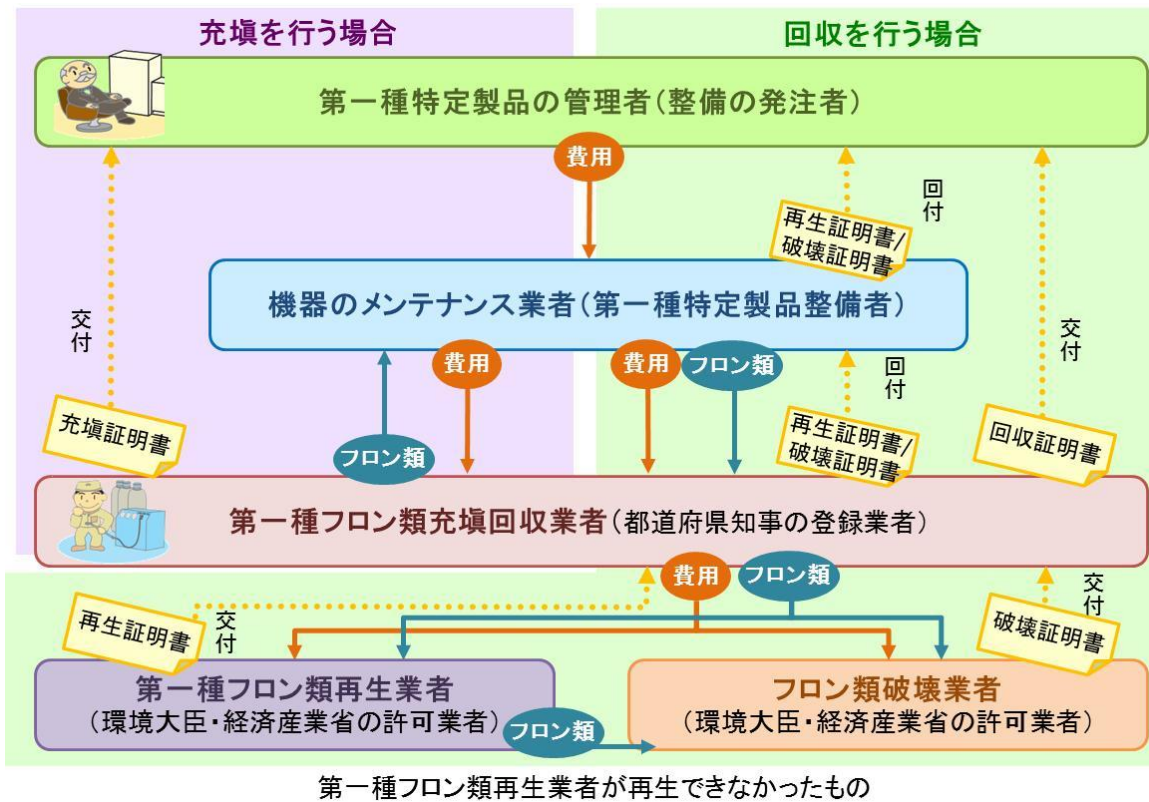 充塡を行う場合
回収を行う場合
第一種特定製品の管理者(整備の発注者)
費用
回付
再生証明書/
破壊証明書
機器のメンテナンス業者(第一種特定製品整備者)
交付
交付
費用
費用
フロン類
回付
充塡証明書
フロン類
再生証明書/
破壊証明書
回収証明書
第一種フロン類充塡回収業者(都道府県知事の登録業者)
費用
フロン類
再生証明書
交付
交付
破壊証明書
第一種フロン類再生業者
(環境大臣・経済産業省の許可業者)
フロン類破壊業者
(環境大臣・経済産業省の許可業者)
フロン類
第一種フロン類再生業者が再生できなかったもの